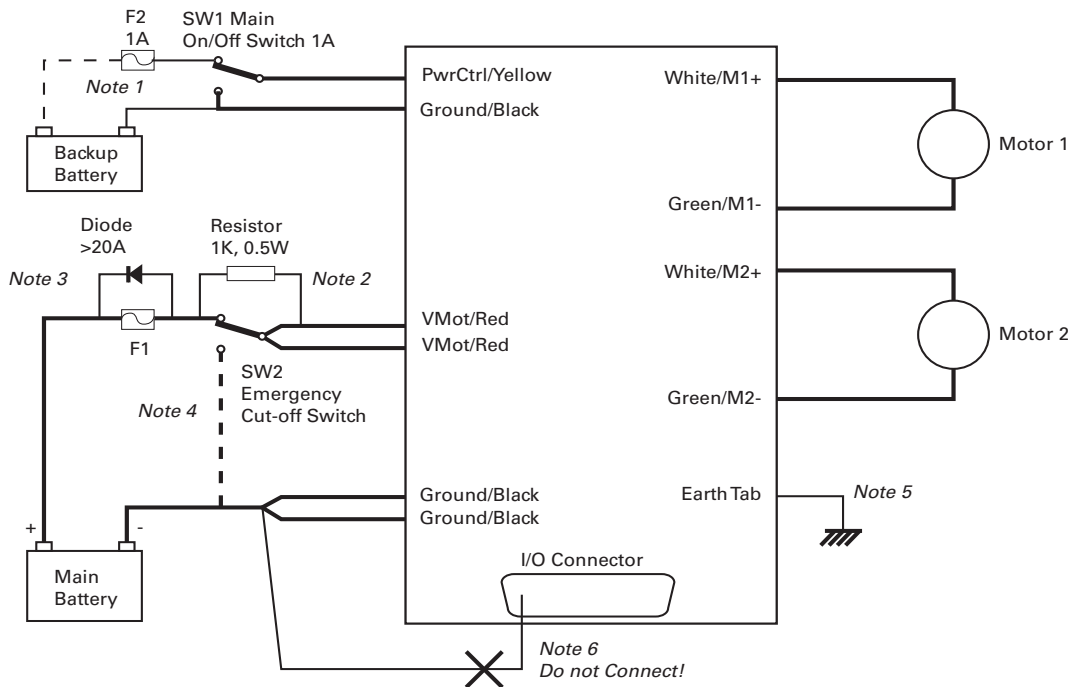 F2
1A
SW1 Main
On/Off Switch 1A
Note 1
Backup
Battery
PwrCtrl/Yellow
Ground/Black
White/M1+
Motor 1
Green/M1-
Diode
>20A
Resistor
1K, 0.5W
Note 3
Note 2
F1
VMot/Red
VMot/Red
SW2
Emergency
Cut-off Switch
Note 4
White/M2+
Motor 2
Green/M2-
Ground/Black
Ground/Black
Earth Tab
Note 5
+
-
Main
Battery
I/O Connector
Note 6
Do not Connect!